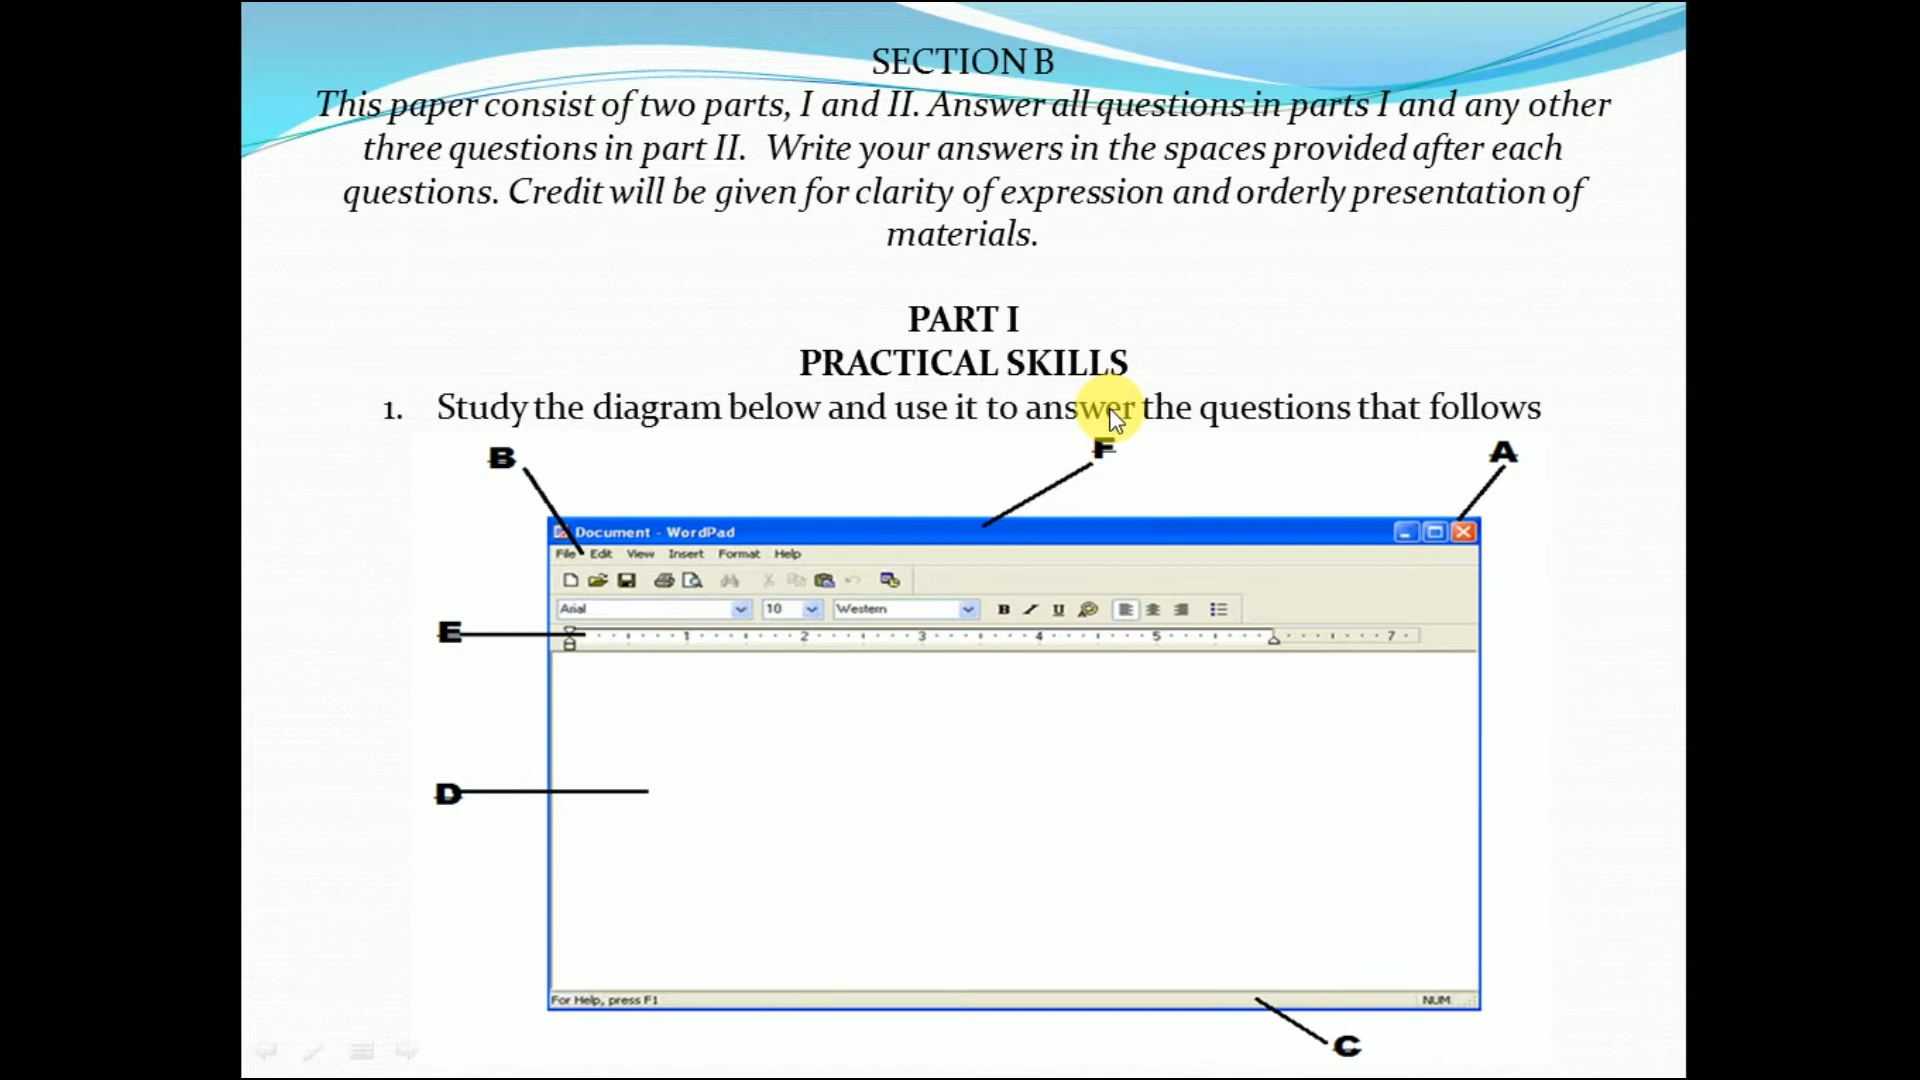 SECTION B
This paper consist of two parts, I and II. Answer all questions in parts I and any other
three questions in part II. Write your answers in the spaces provided after each
questions. Credit will be given for clarity of expression and orderly presentation of
materials.
PART I
PRACTICAL SKILLS
1. Study the diagram below and use it to answer the questions that follows
B F A
Document - WordPad
File Edit View Insert Format Help
Arial 10 Western B I U
E 1 2 3 4 5 7
D
For Help, press F1 NUM
C